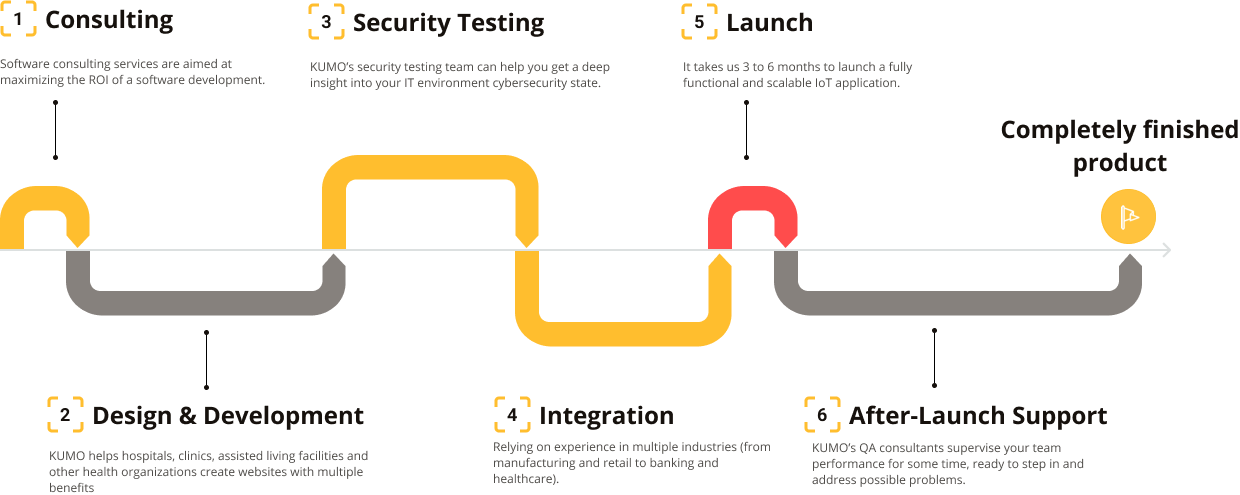 1 Consulting
Software consulting services are aimed at
maximizing the ROI of a software development.
3 Security Testing
KUMO's security testing team can help you get a deep
insight into your IT environment cybersecurity state.
5 Launch
It takes us 3 to 6 months to launch a fully
functional and scalable IoT application.
Completely finished
product
2 Design & Development
KUMO helps hospitals, clinics, assisted living facilities and
other health organizations create websites with multiple
benefits
4 Integration
Relying on experience in multiple industries (from
manufacturing and retail to banking and
healthcare).
6 After-Launch Support
KUMO's QA consultants supervise your team
performance for some time, ready to step in and
address possible problems.